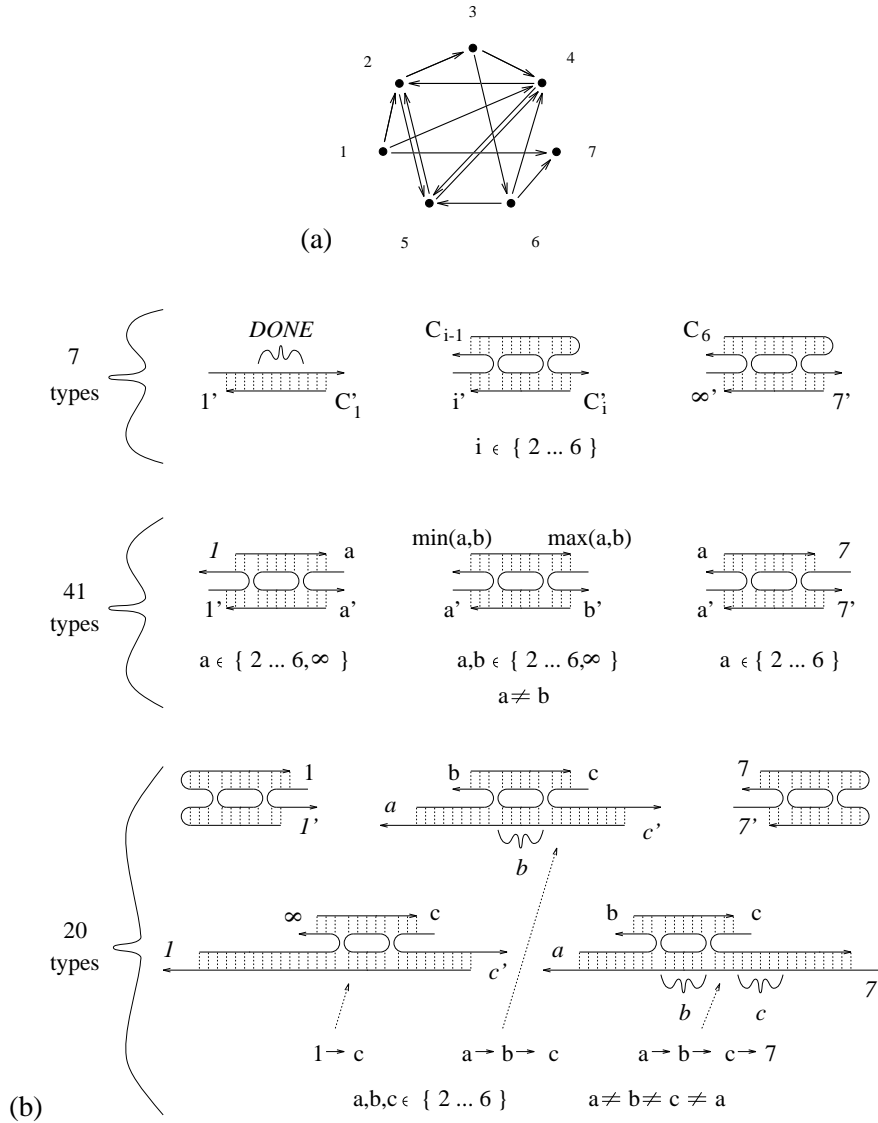 3
2
4
1
7
5
6
(a)
7 types
DONE
1' C'1
Ci-1
i' C'i
i ϵ { 2 ... 6 }
C6
∞' 7'
41 types
1 a
1' a'
a ϵ { 2 ... 6,∞ }
min(a,b) max(a,b)
a' b'
a,b ϵ { 2 ... 6,∞ }
a ≠ b
a 7
a' 7'
a ϵ { 2 ... 6 }
20 types
1
1'
b c
a
c'
b
7
7'
∞ c
1
c'
b c
a
b c
7
1 → c
a → b → c
a → b → c → 7
a,b,c ϵ { 2 ... 6 }
a ≠ b ≠ c ≠ a
(b)